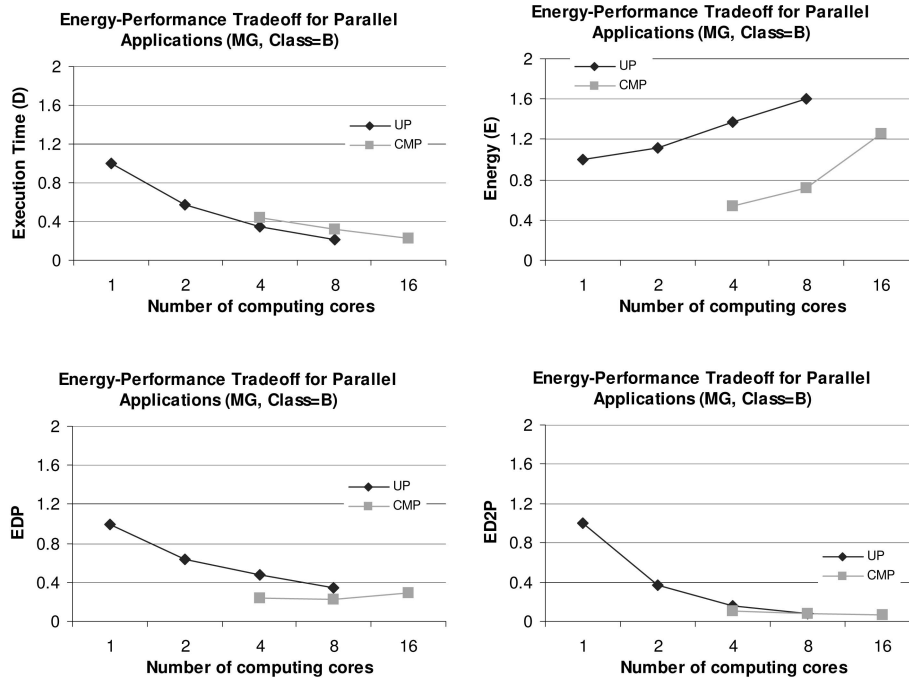 Energy-Performance Tradeoff for Parallel
Applications (MG, Class=B)
Execution Time (D)
2
1.6
1.2
0.8
0.4
0
UP
CMP
1 2 4 8 16
Number of computing cores
Energy-Performance Tradeoff for Parallel
Applications (MG, Class=B)
Energy (E)
2
1.6
1.2
0.8
0.4
0
UP
CMP
1 2 4 8 16
Number of computing cores
Energy-Performance Tradeoff for Parallel
Applications (MG, Class=B)
EDP
2
1.6
1.2
0.8
0.4
0
UP
CMP
1 2 4 8 16
Number of computing cores
Energy-Performance Tradeoff for Parallel
Applications (MG, Class=B)
ED2P
2
1.6
1.2
0.8
0.4
0
UP
CMP
1 2 4 8 16
Number of computing cores